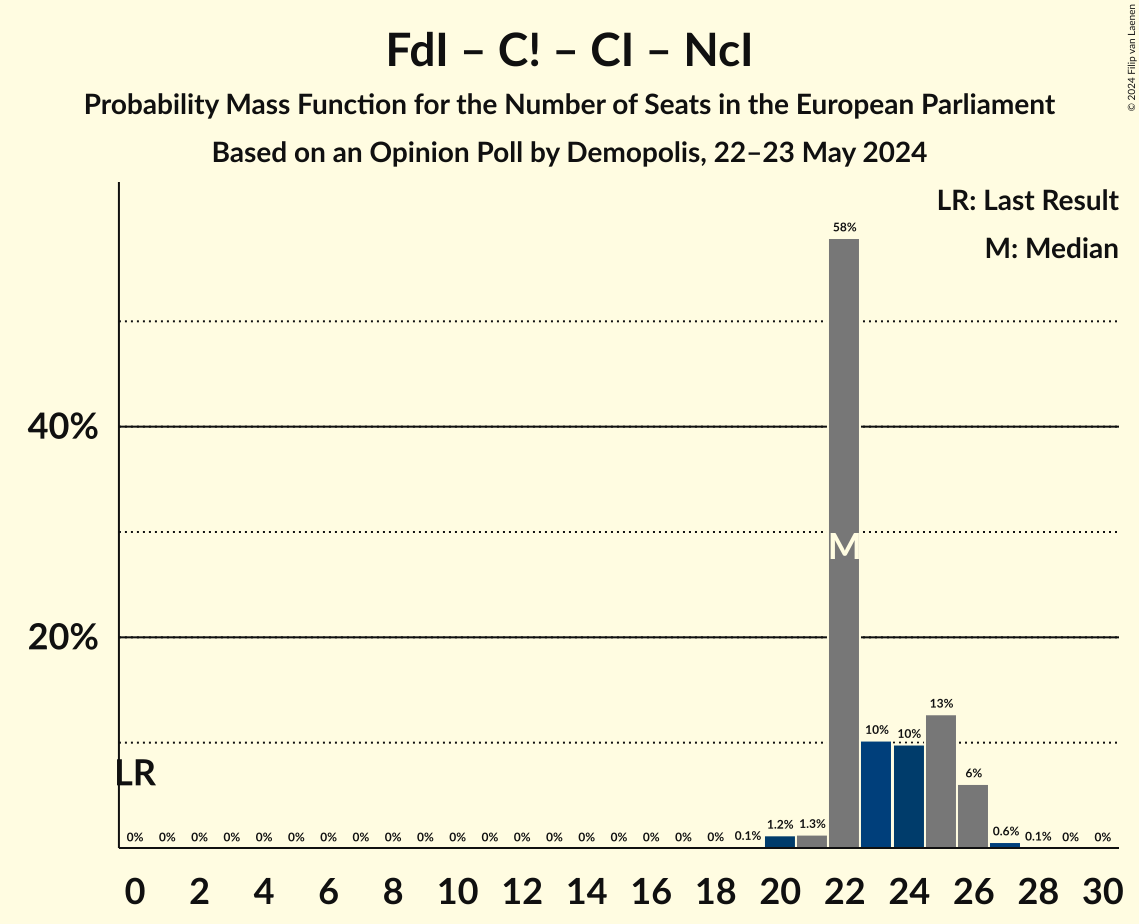 FdI – C! – CI – NcI
Probability Mass Function for the Number of Seats in the European Parliament
Based on an Opinion Poll by Demopolis, 22–23 May 2024
© 2024 Filip van Laenen
LR: Last Result
M: Median
58%
40%
M
20%
13%
10%
10%
LR
6%
0% 0% 0% 0% 0% 0% 0% 0% 0% 0% 0% 0% 0% 0% 0% 0% 0% 0% 0% 0.1% 1.2% 1.3% 0.6% 0.1% 0% 0%
0 2 4 6 8 10 12 14 16 18 20 22 24 26 28 30